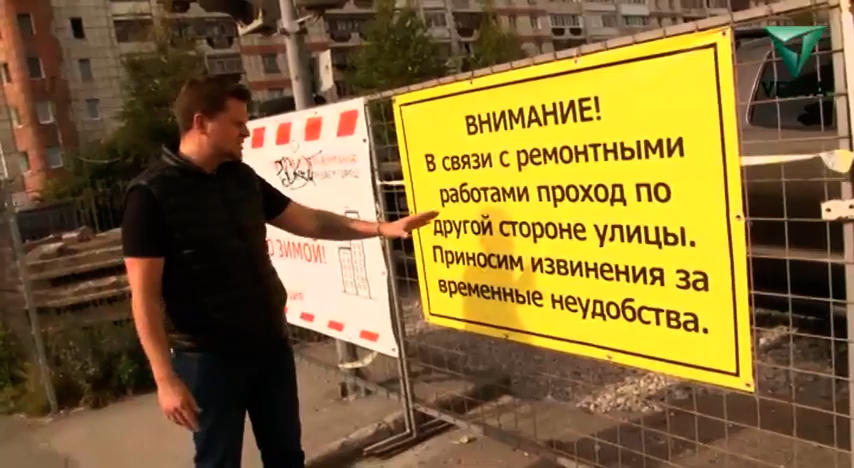 ВНИМАНИЕ!
В связи с ремонтными
работами проход по
другой стороне улицы.
Приносим извинения за
временные неудобства.
ЗИМОЙ!